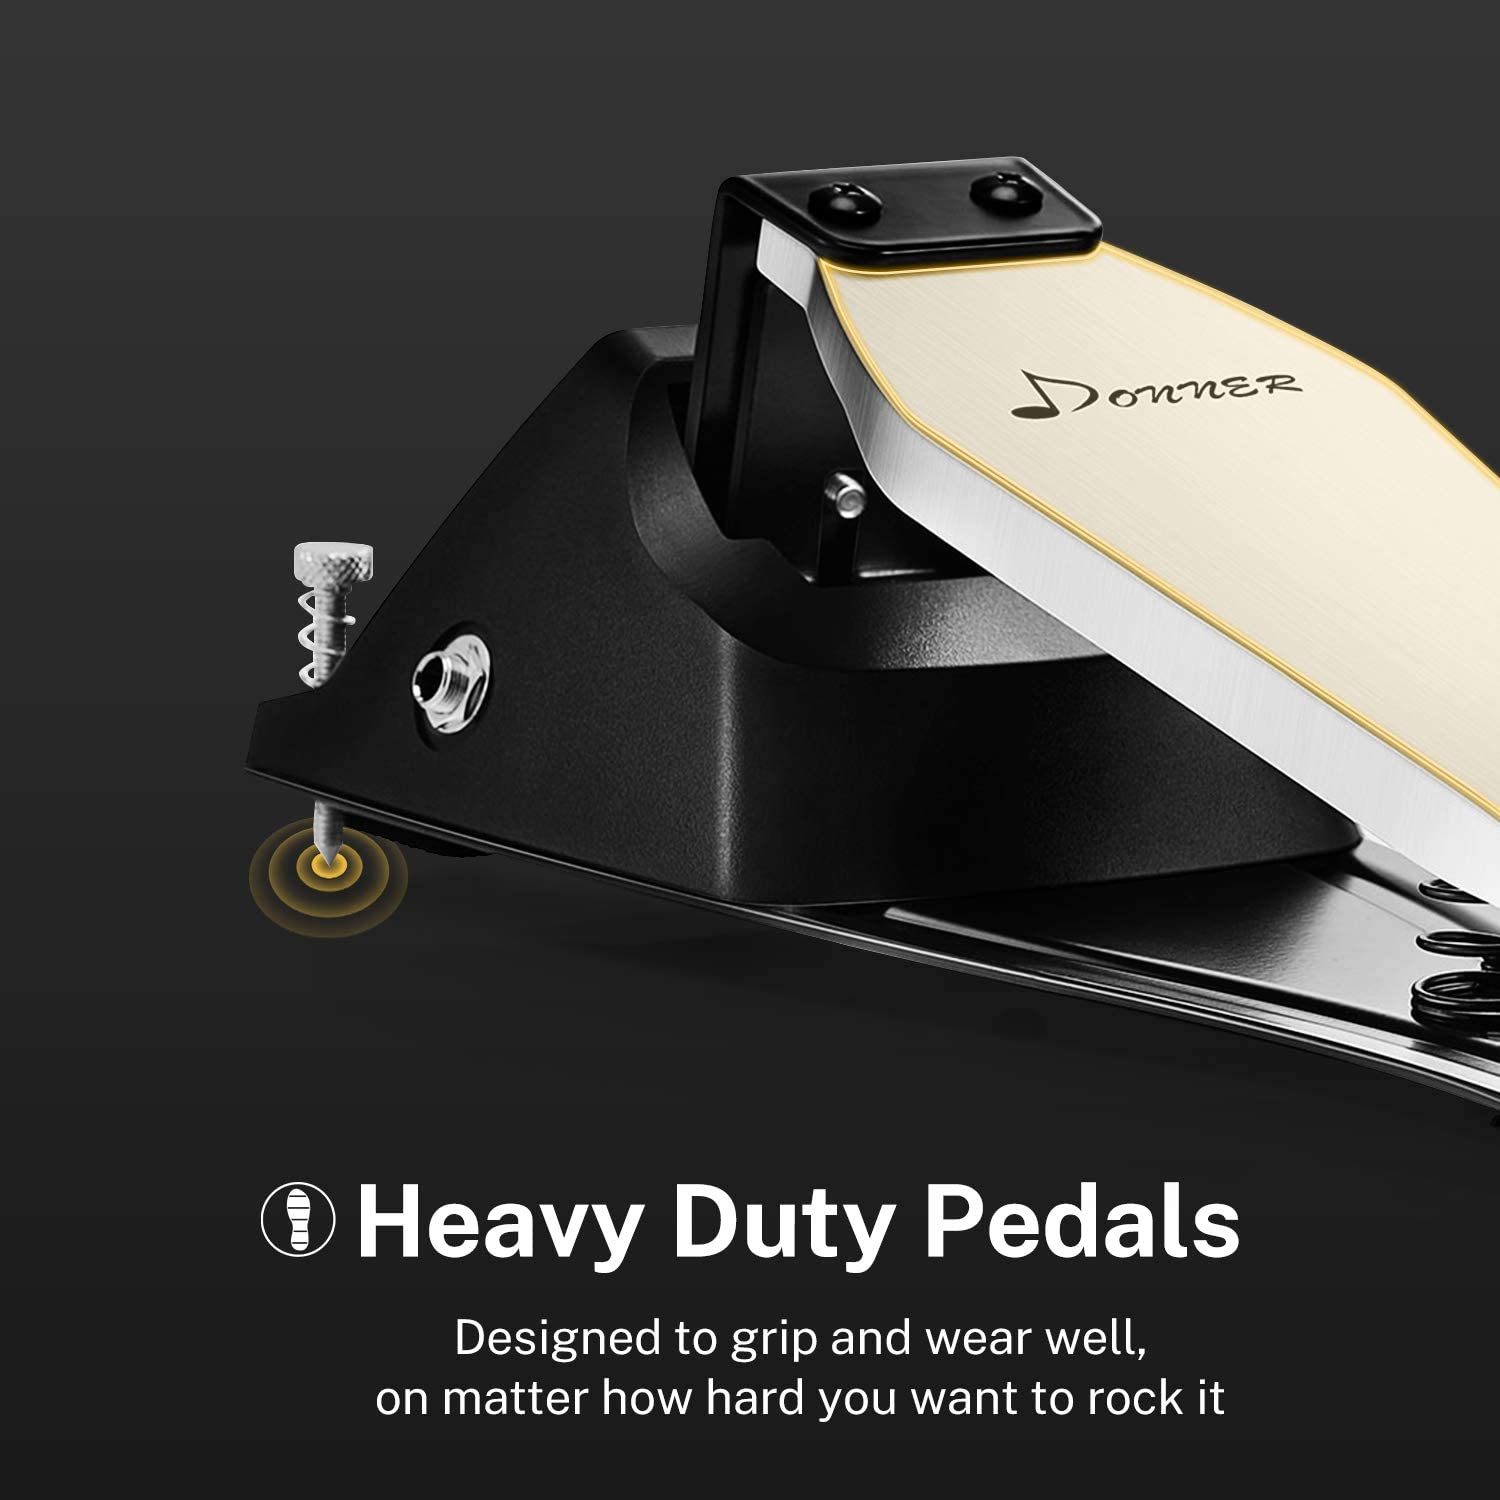 DONNER
Heavy Duty Pedals
Designed to grip and wear well,
on matter how hard you want to rock it